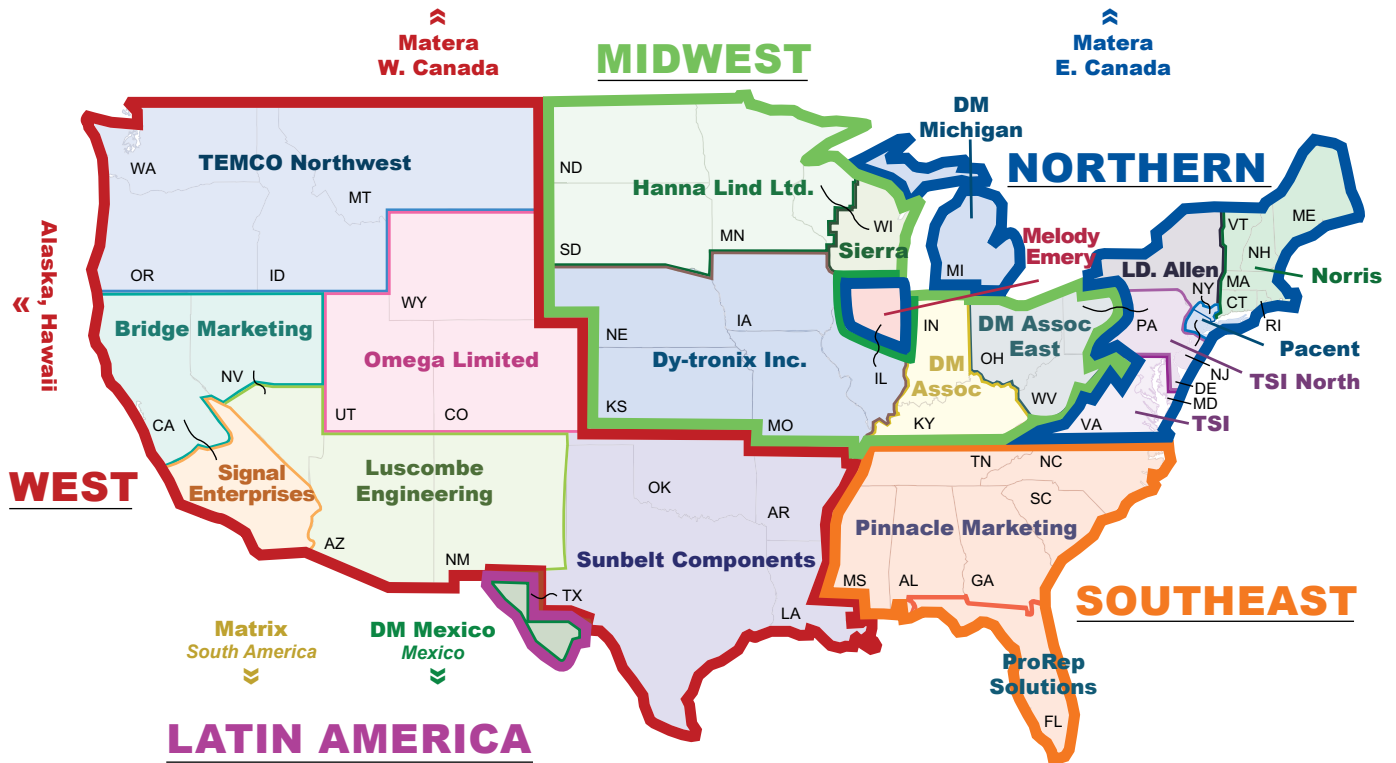 «
Matera
W. Canada
«
Matera
E. Canada
MIDWEST
DM
Michigan
NORTHERN
WA
TEMCO Northwest
MT
OR
ID
ND
Hanna Lind Ltd.
SD
MN
WI
Sierra
MI
Melody
Emery
LD. Allen
VT
ME
NH
MA
NY
CT
RI
Norris
Alaska, Hawaii
«
Bridge Marketing
NV
CA
WY
Omega Limited
UT
CO
NE
IA
Dy-tronix Inc.
KS
MO
IL
IN
DM
Assoc
KY
DM Assoc
East
OH
WV
PA
Pacent
TSI North
NJ
DE
MD
TSI
VA
WEST
Signal
Enterprises
Luscombe
Engineering
AZ
NM
OK
AR
Sunbelt Components
TX
LA
TN
NC
SC
Pinnacle Marketing
MS
AL
GA
SOUTHEAST
ProRep
Solutions
FL
Matrix
South America
«
DM Mexico
Mexico
«
LATIN AMERICA